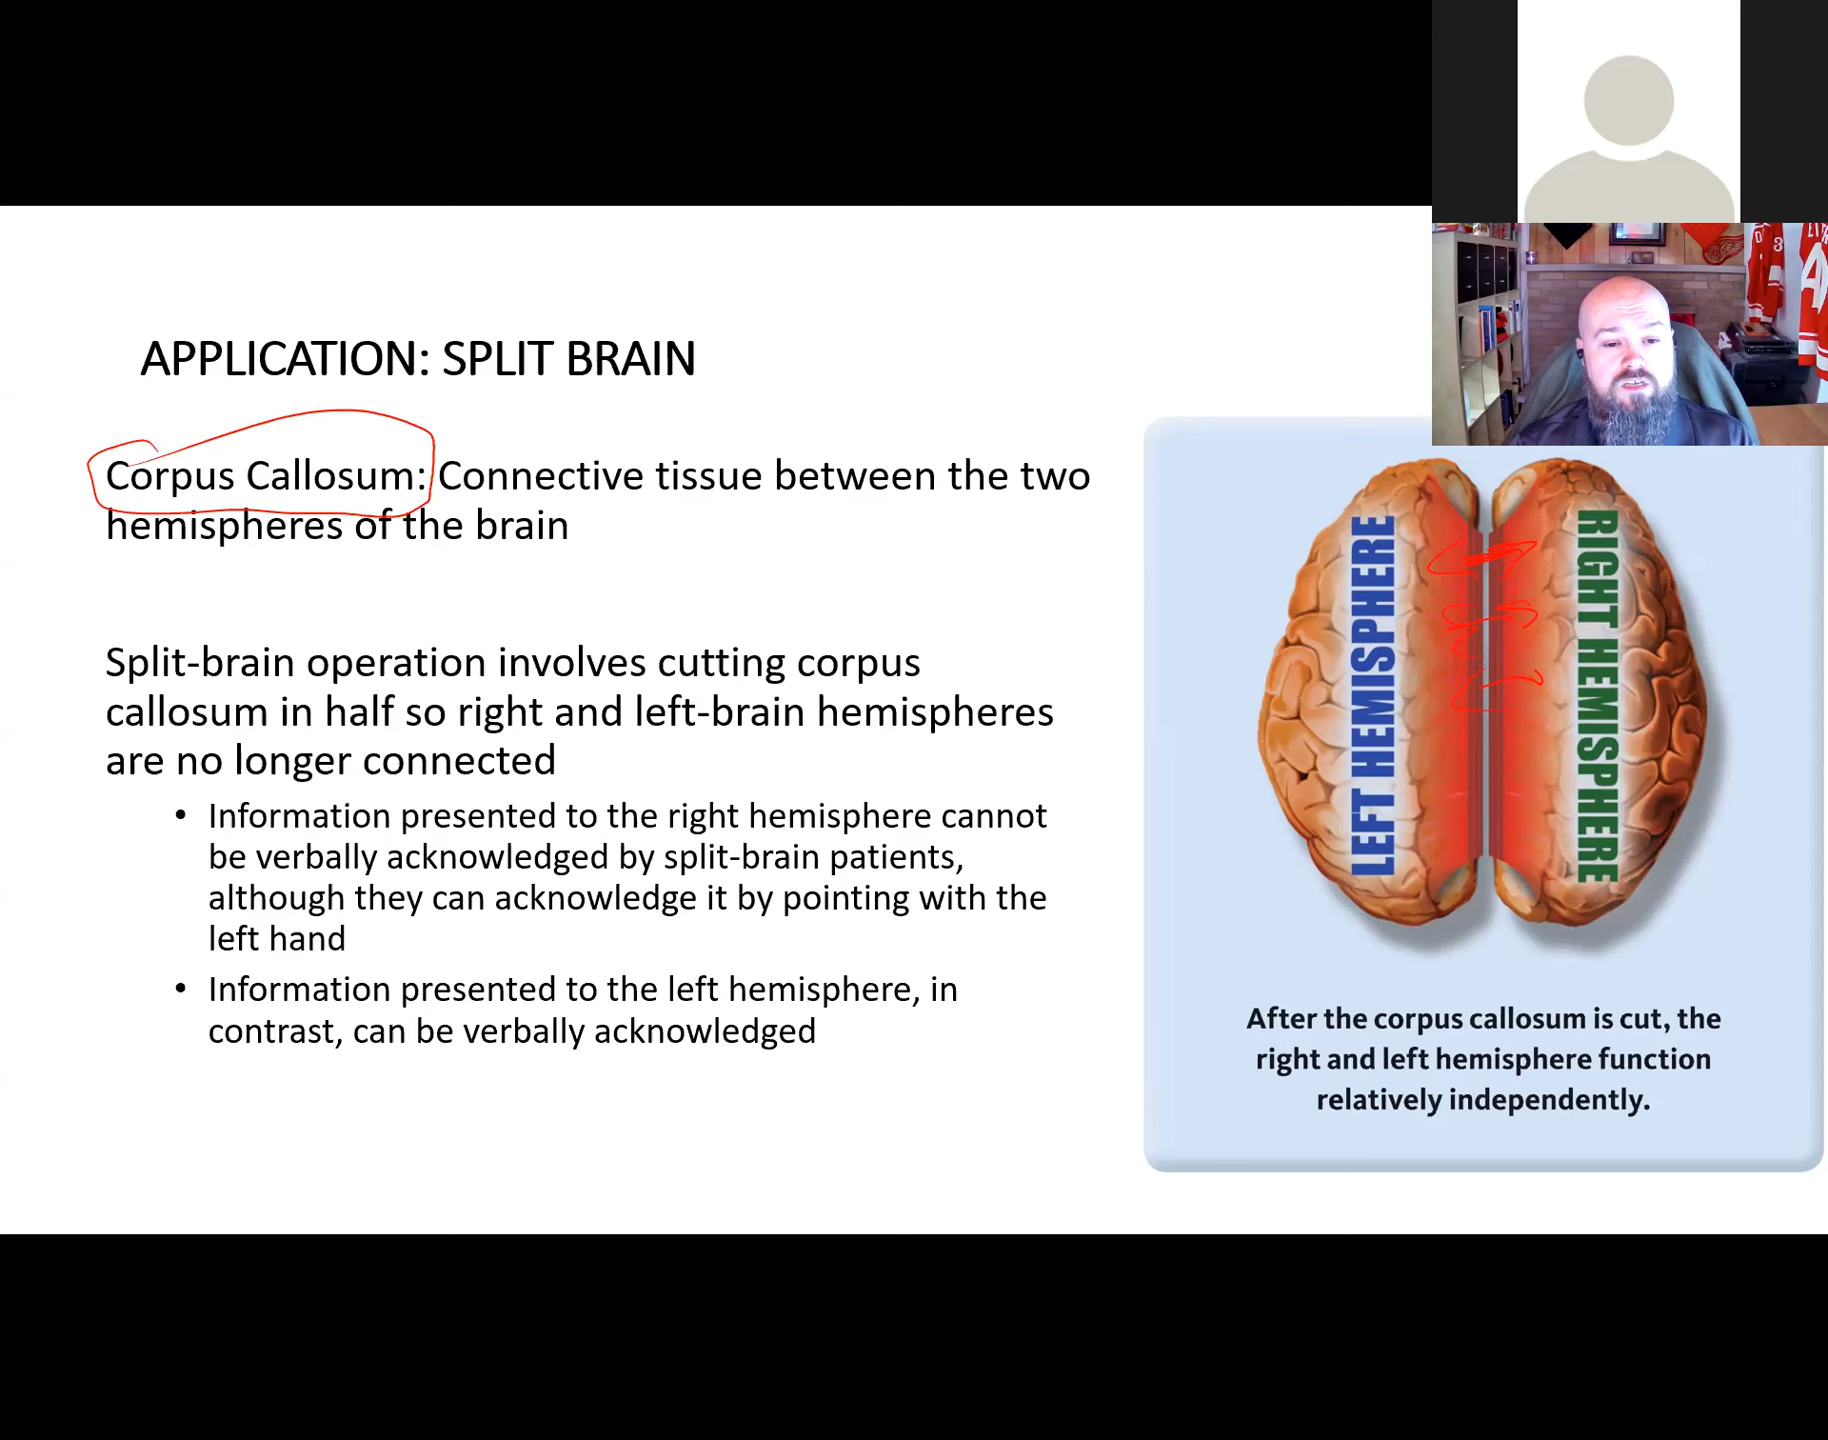 APPLICATION: SPLIT BRAIN
Corpus Callosum: Connective tissue between the two
hemispheres of the brain
Split-brain operation involves cutting corpus
callosum in half so right and left-brain hemispheres
are no longer connected
• Information presented to the right hemisphere cannot
be verbally acknowledged by split-brain patients,
although they can acknowledge it by pointing with the
left hand
• Information presented to the left hemisphere, in
contrast, can be verbally acknowledged
LEFT HEMISPHERE
RIGHT HEMISPHERE
After the corpus callosum is cut, the
right and left hemisphere function
relatively independently.